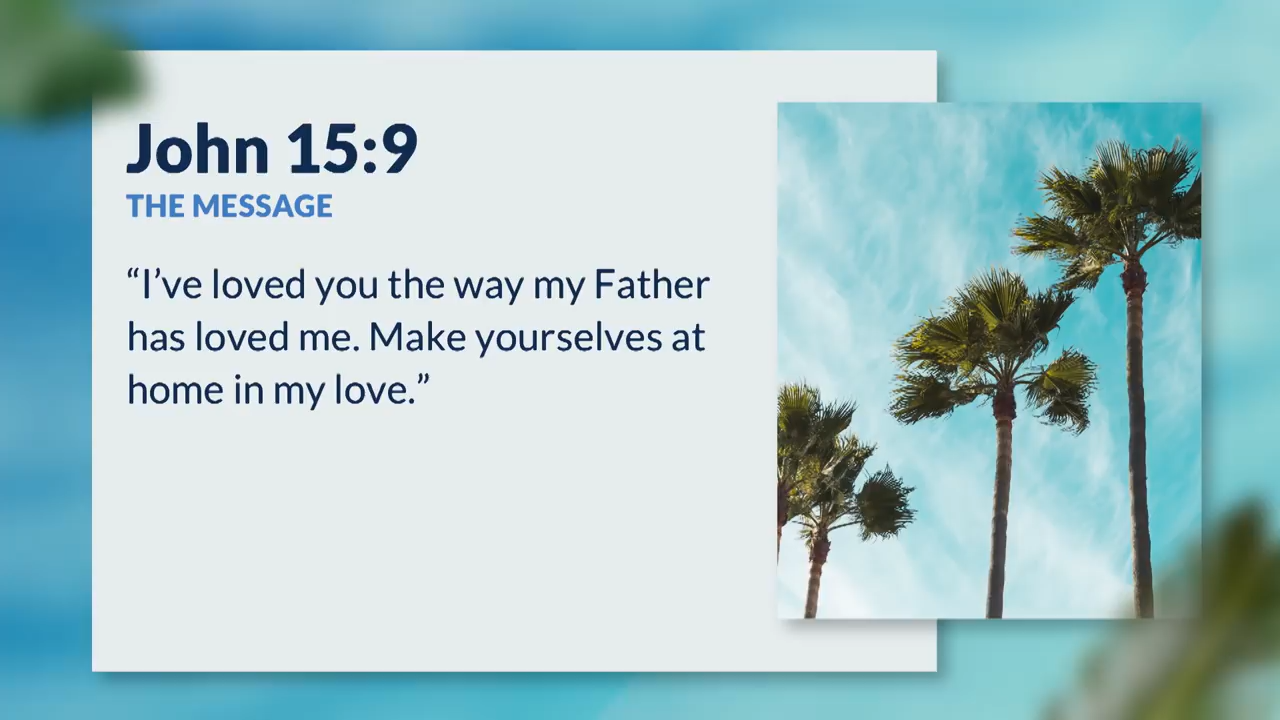 John 15:9
THE MESSAGE
“I’ve loved you the way my Father
has loved me. Make yourselves at
home in my love.”